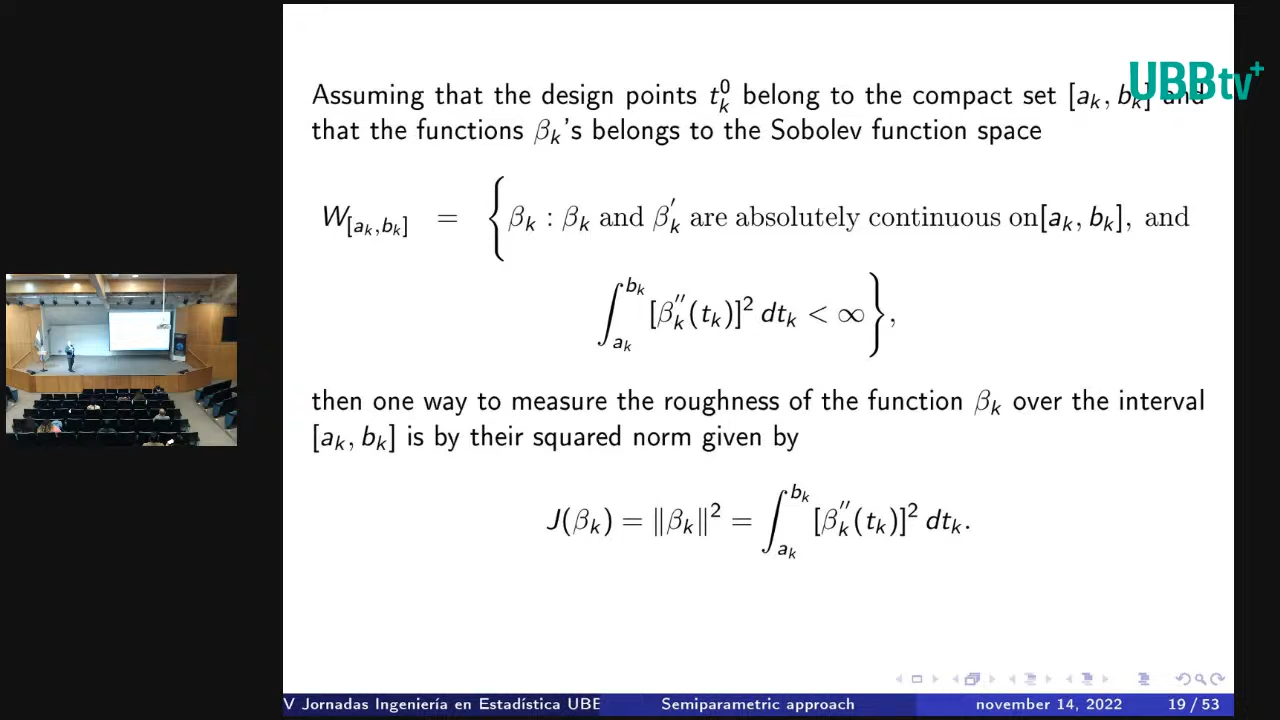 UBBtv+
Assuming that the design points t_k^0 belong to the compact set [a_k, b_k] and
that the functions β_k's belongs to the Sobolev function space
W_{[a_k,b_k]} = { β_k : β_k and β_k′ are absolutely continuous on[a_k, b_k], and
∫_{a_k}^{b_k} [β_k″(t_k)]² dt_k < ∞ },
then one way to measure the roughness of the function β_k over the interval
[a_k, b_k] is by their squared norm given by
J(β_k) = ‖β_k‖² = ∫_{a_k}^{b_k} [β_k″(t_k)]² dt_k.
V Jornadas Ingeniería en Estadística UBB Semiparametric approach november 14, 2022 19 / 53